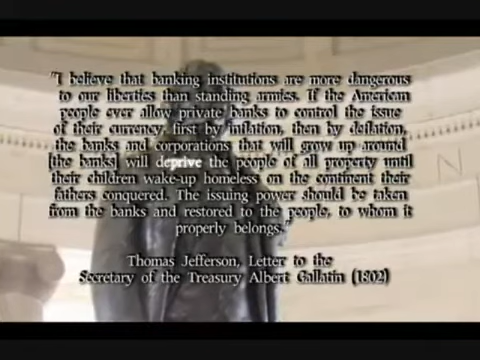 "I believe that banking institutions are more dangerous
to our liberties than standing armies. If the American
people ever allow private banks to control the issue
of their currency, first by inflation, then by deflation,
the banks and corporations that will grow up around
[the banks] will deprive the people of all property until
their children wake-up homeless on the continent their
fathers conquered. The issuing power should be taken
from the banks and restored to the people, to whom it
properly belongs."
Thomas Jefferson, Letter to the
Secretary of the Treasury Albert Gallatin (1802)
N